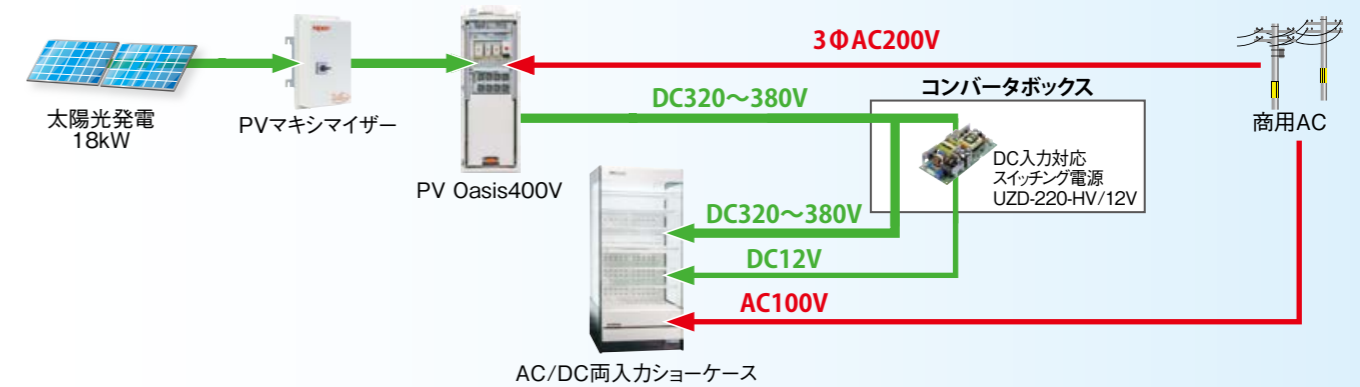 3ΦAC200V
コンバータボックス
DC320～380V
太陽光発電
18kW
PVマキシマイザー
商用AC
DC入力対応
スイッチング電源
UZD-220-HV/12V
PV Oasis400V
DC320～380V
DC12V
AC100V
AC/DC両入力ショーケース